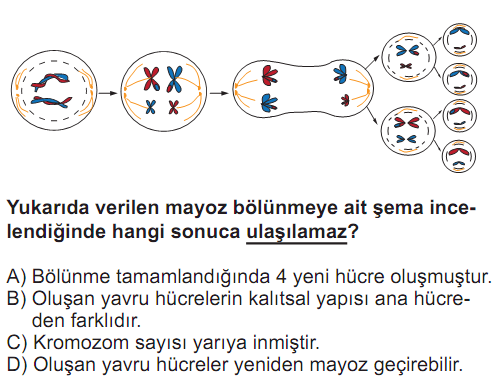 Yukarıda verilen mayoz bölünmeye ait şema ince-
lendiğinde hangi sonuca ulaşılamaz?
A) Bölünme tamamlandığında 4 yeni hücre oluşmuştur.
B) Oluşan yavru hücrelerin kalıtsal yapısı ana hücre-
den farklıdır.
C) Kromozom sayısı yarıya inmiştir.
D) Oluşan yavru hücreler yeniden mayoz geçirebilir.